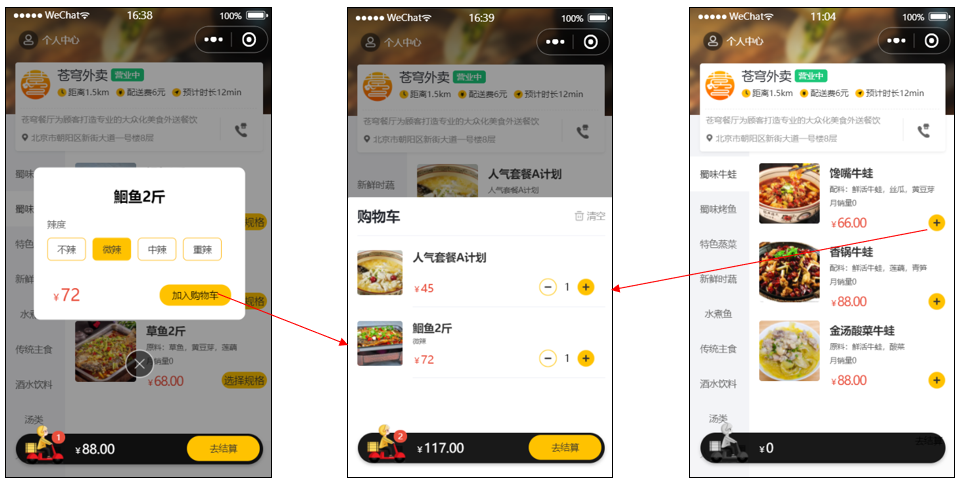 ●●●●● WeChat 16:38 100%
个人中心
苍穹外卖 营业中
距离1.5km 配送费6元 预计时长12min
苍穹餐厅为顾客打造专业的大众化美食外送餐饮
北京市朝阳区新街大道一号楼8层
蜀味
蜀味
特色
新鲜
水煮
传统主食
酒水饮料
汤类
鮰鱼2斤
辣度
不辣 微辣 中辣 重辣
¥72 加入购物车
规格
规格
草鱼2斤
原料：草鱼，黄豆芽，莲藕
月销量0
¥68.00 选择规格
1
¥88.00 去结算
●●●●● WeChat 16:39 100%
个人中心
苍穹外卖 营业中
距离1.5km 配送费6元 预计时长12min
苍穹餐厅为顾客打造专业的大众化美食外送餐饮
北京市朝阳区新街大道一号楼8层
新鲜时蔬
人气套餐A计划
人气套餐A计划
购物车 清空
人气套餐A计划
¥45 1
鮰鱼2斤
微辣
¥72 1
2
¥117.00 去结算
●●●●● WeChat 11:04 100%
个人中心
苍穹外卖 营业中
距离1.5km 配送费6元 预计时长12min
苍穹餐厅为顾客打造专业的大众化美食外送餐饮
北京市朝阳区新街大道一号楼8层
蜀味牛蛙
蜀味烤鱼
特色蒸菜
新鲜时蔬
水煮鱼
传统主食
酒水饮料
汤类
馋嘴牛蛙
配料：鲜活牛蛙，丝瓜，黄豆芽
月销量0
¥66.00
香锅牛蛙
配料：鲜活牛蛙，莲藕，青笋
月销量0
¥88.00
金汤酸菜牛蛙
原料：鲜活牛蛙，酸菜
月销量0
¥88.00
¥0 去结算